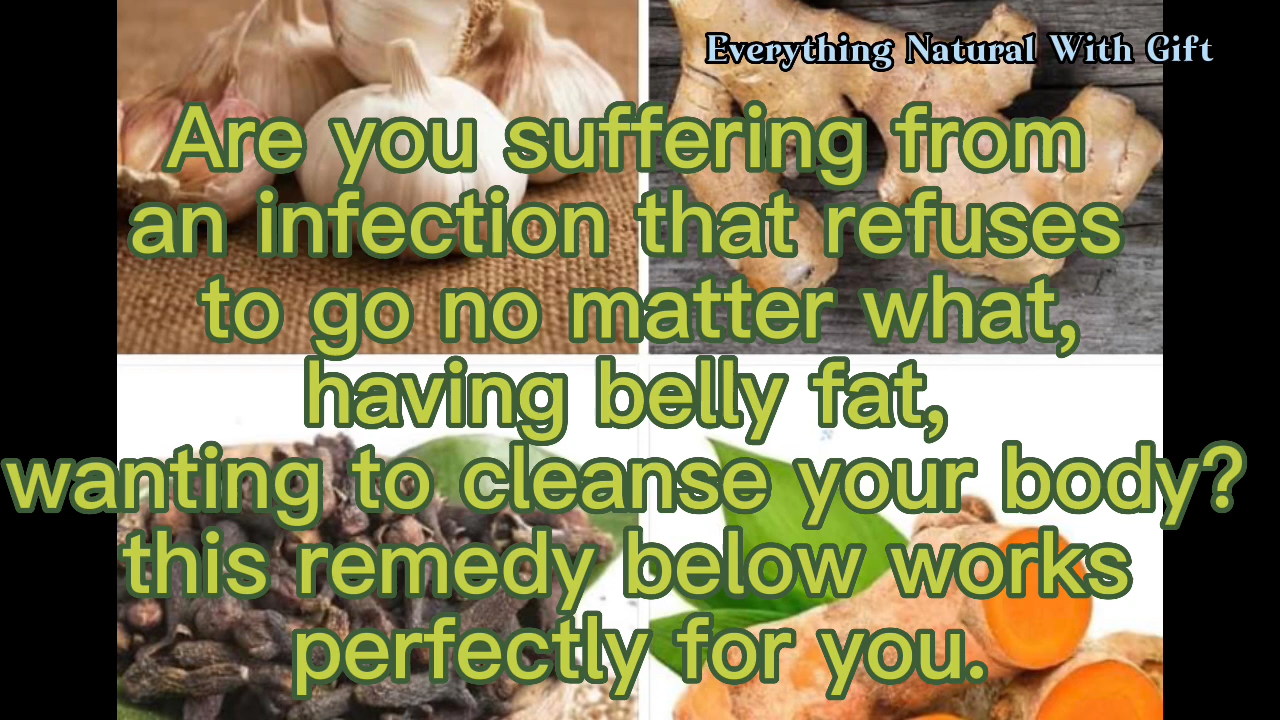 Everything Natural With Gift
Are you suffering from
an infection that refuses
to go no matter what,
having belly fat,
wanting to cleanse your body?
this remedy below works
perfectly for you.